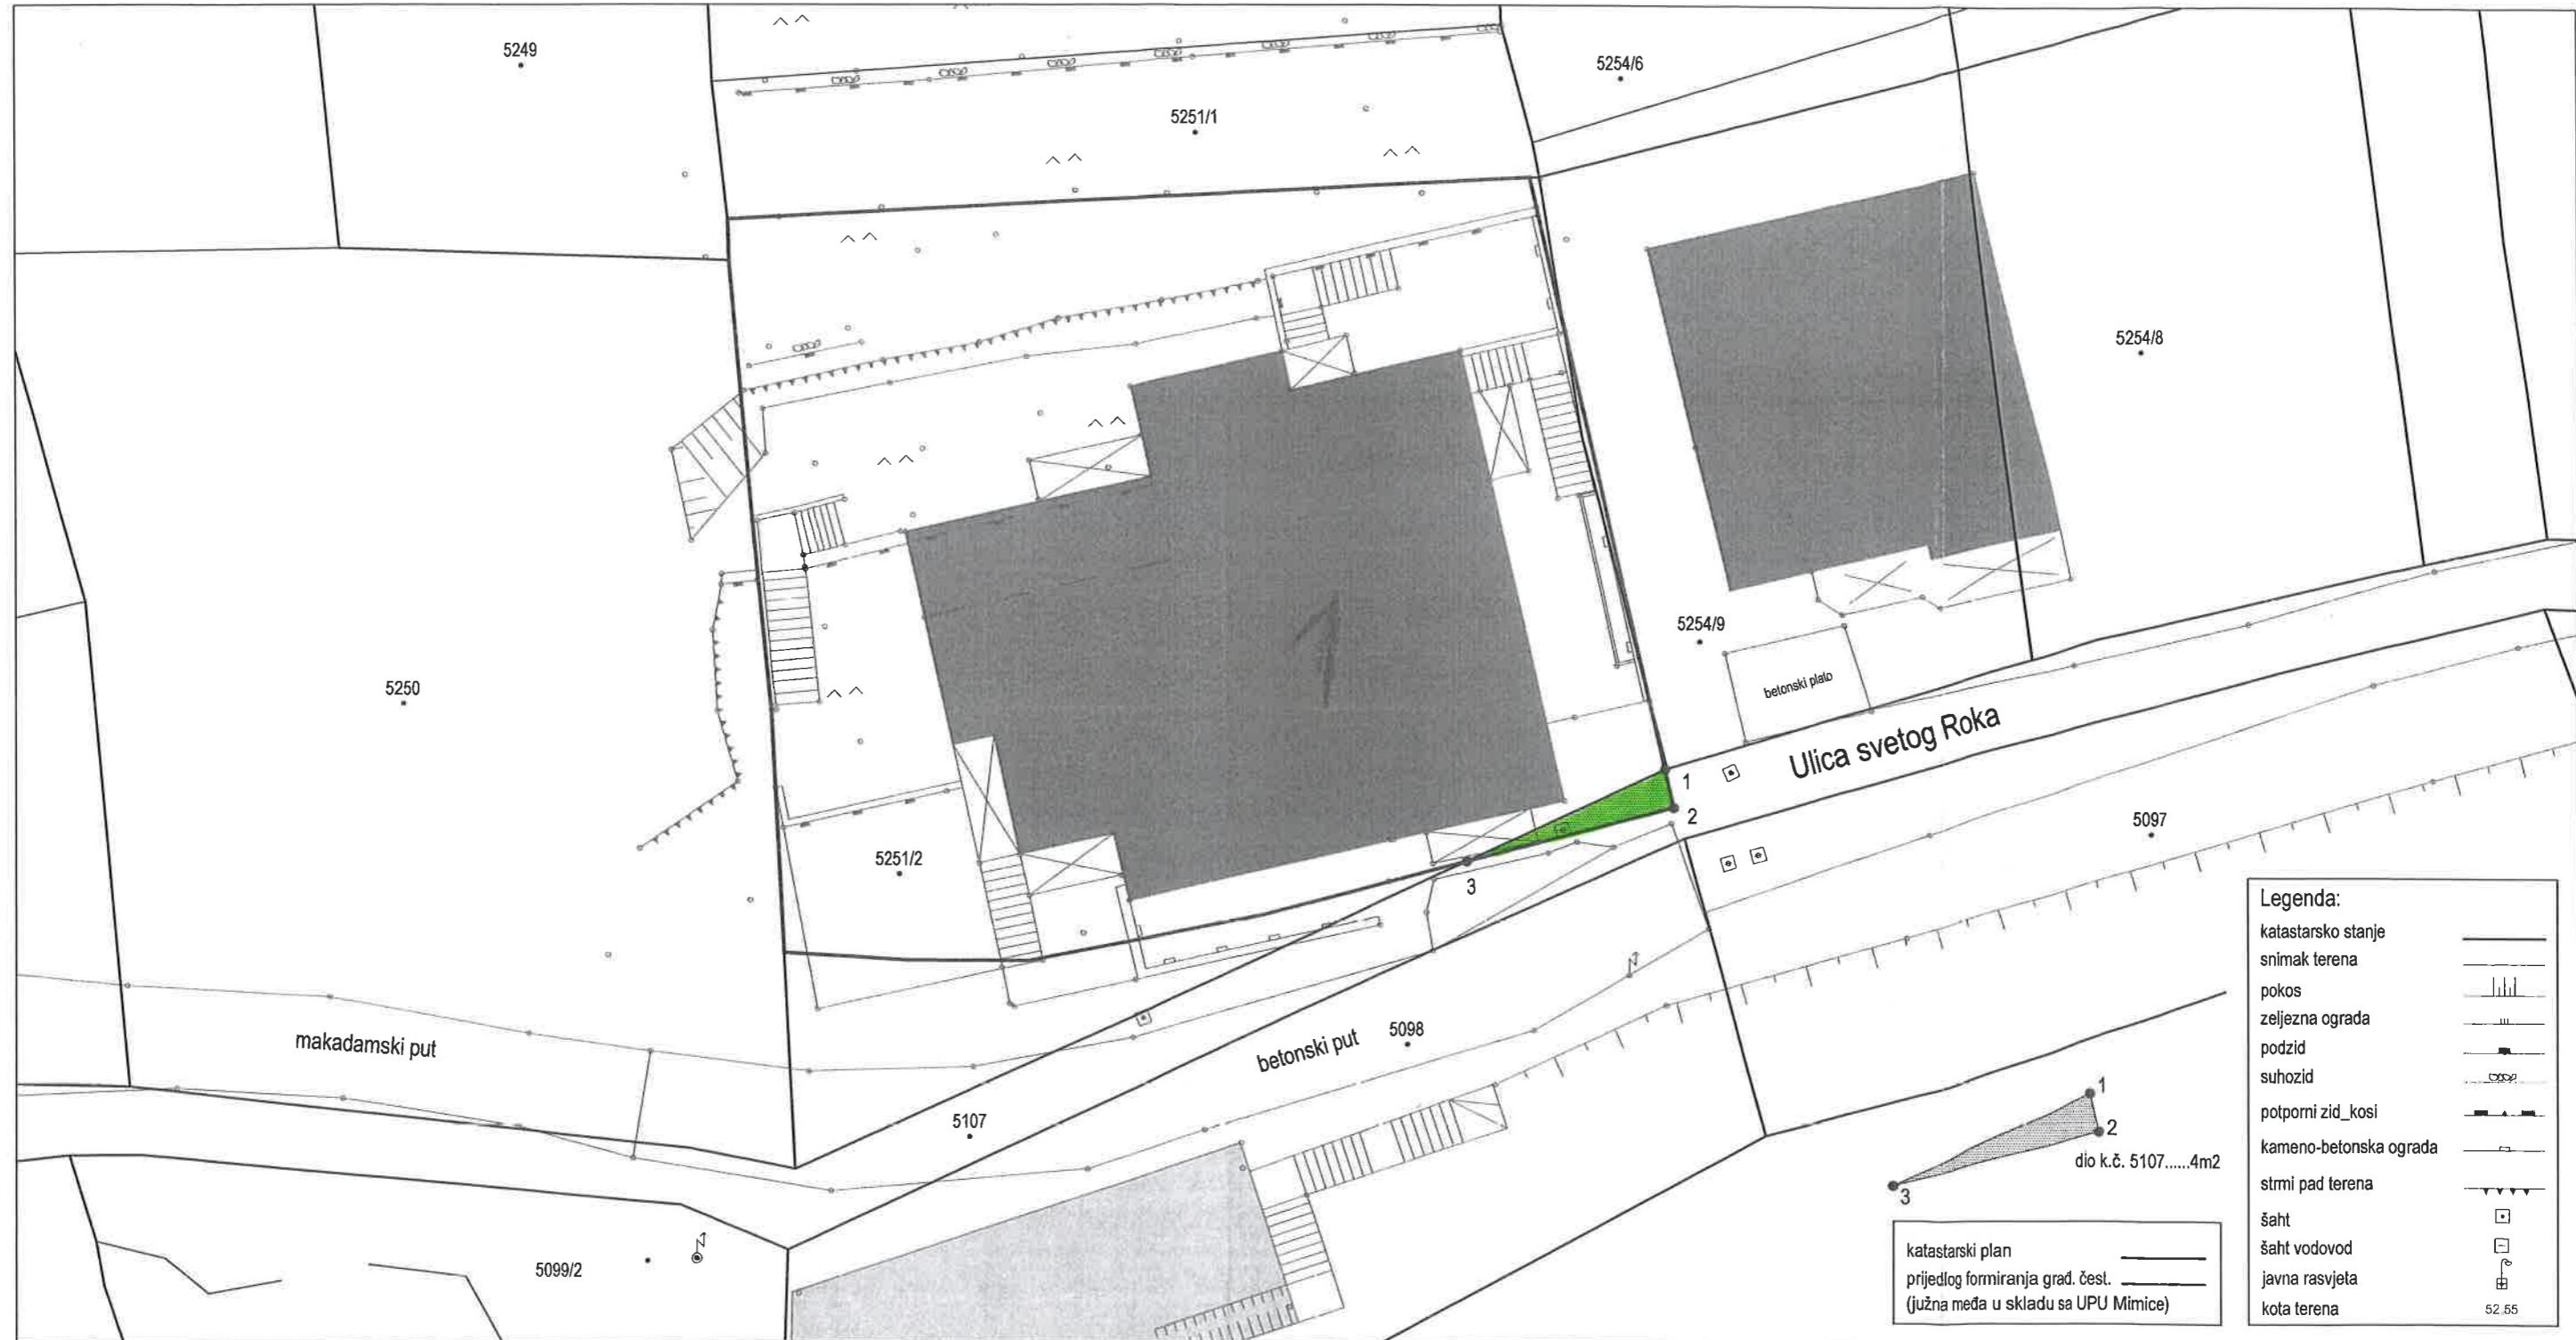 5249
5254/6
5251/1
5254/8
5254/9
5250
betonski plato
Ulica svetog Roka
1
2
3
5097
5251/2
makadamski put
betonski put
5098
5107
5099/2
1
2
3
dio k.č. 5107......4m2
katastarski plan
prijedlog formiranja građ. čest.
(južna međa u skladu sa UPU Mimice)
Legenda:
katastarsko stanje
snimak terena
pokos
zeljezna ograda
podzid
suhozid
potporni zid_kosi
kameno-betonska ograda
strmi pad terena
šaht
šaht vodovod
javna rasvjeta
kota terena 52.55